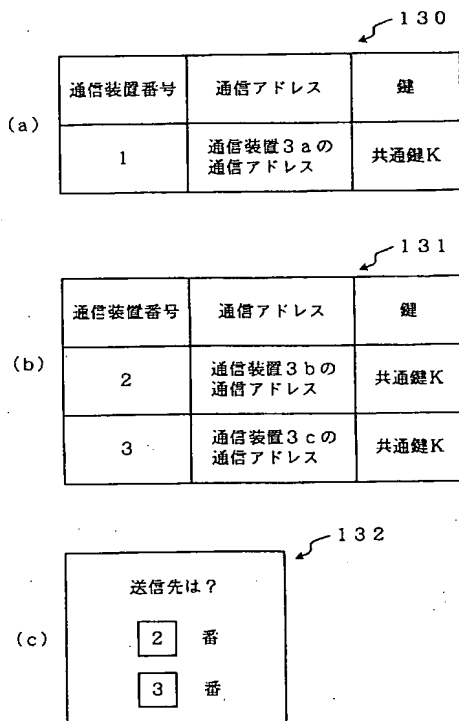 130
(a)
通信装置番号 通信アドレス 鍵
1 通信装置3aの 共通鍵K
通信アドレス
131
(b)
通信装置番号 通信アドレス 鍵
2 通信装置3bの 共通鍵K
通信アドレス
3 通信装置3cの 共通鍵K
通信アドレス
132
(c)
送信先は?
2 番
3 番